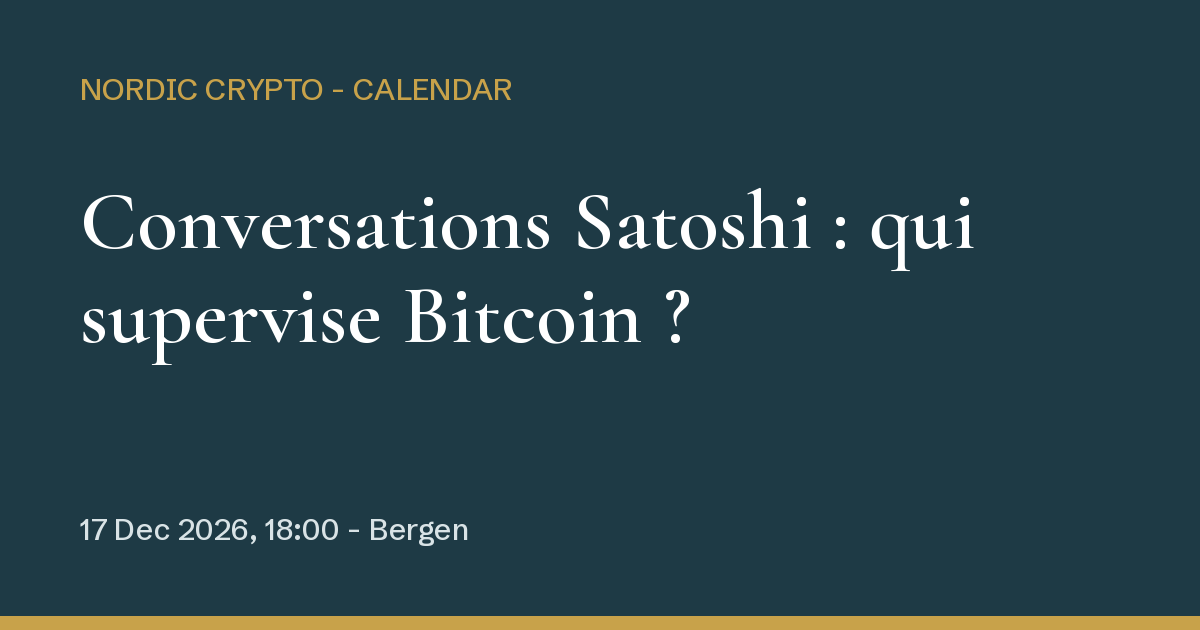 NORDIC CRYPTO - CALENDAR
Conversations Satoshi : qui
supervise Bitcoin ?
17 Dec 2026, 18:00 - Bergen